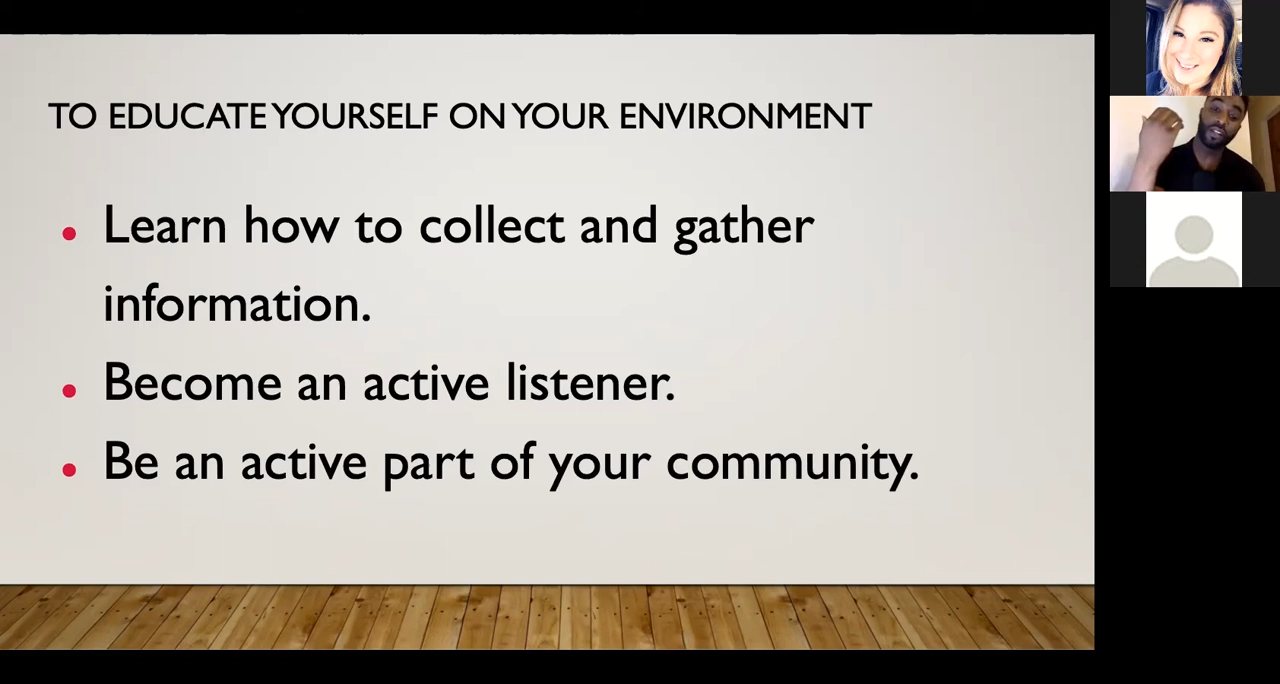 TO EDUCATE YOURSELF ON YOUR ENVIRONMENT
• Learn how to collect and gather
information.
• Become an active listener.
• Be an active part of your community.